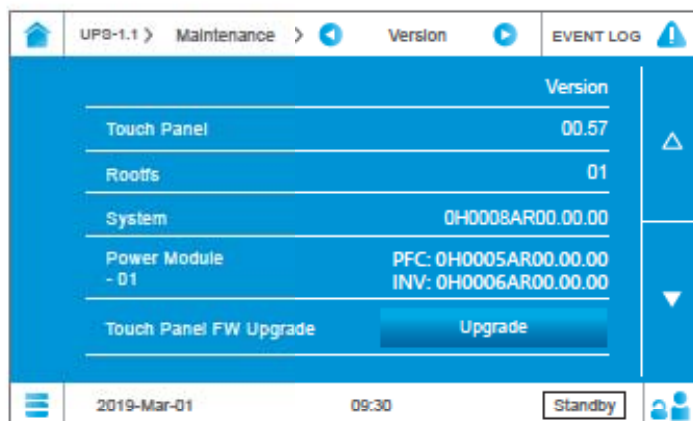 UPS-1.1 > Maintenance > Version EVENT LOG
Version
Touch Panel 00.57
Rootfs 01
System 0H0008AR00.00.00
Power Module PFC: 0H0005AR00.00.00
- 01 INV: 0H0006AR00.00.00
Touch Panel FW Upgrade Upgrade
2019-Mar-01 09:30 Standby